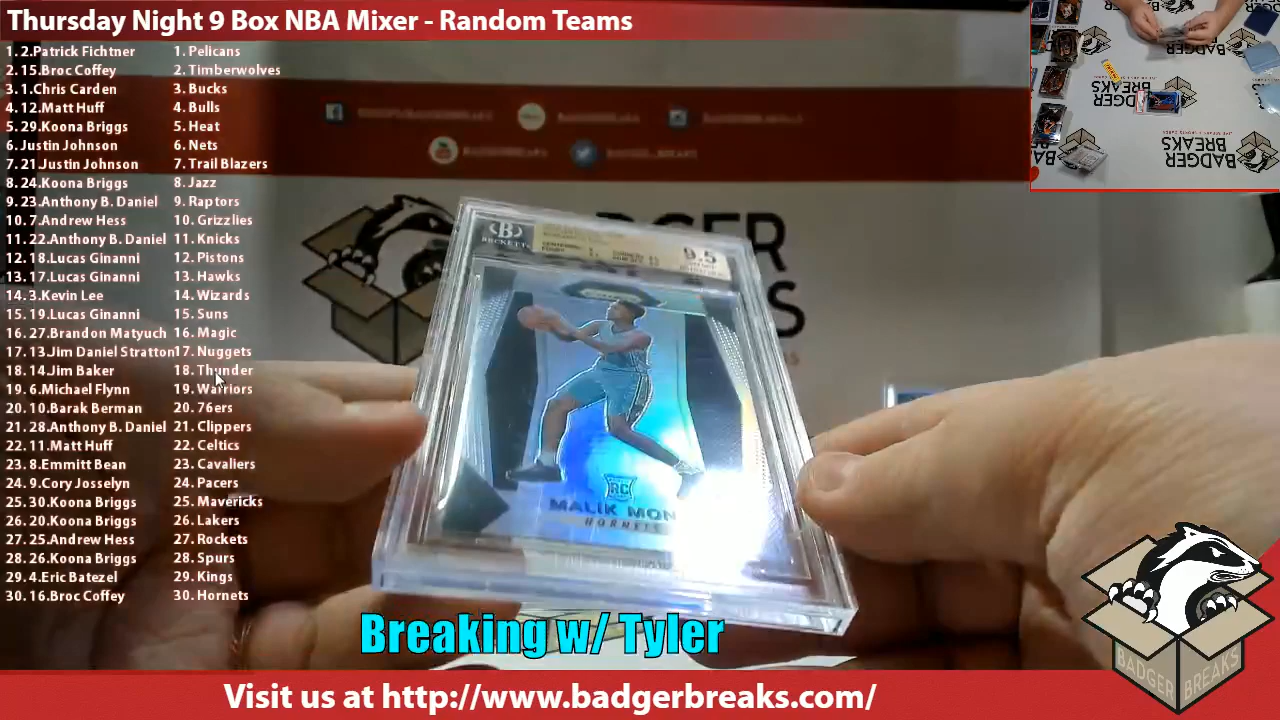 Thursday Night 9 Box NBA Mixer - Random Teams
1. 2.Patrick Fichtner 1. Pelicans
2. 15.Broc Coffey 2. Timberwolves
3. 1.Chris Carden 3. Bucks
4. 12.Matt Huff 4. Bulls
5. 29.Koona Briggs 5. Heat
6. Justin Johnson 6. Nets
7. 21.Justin Johnson 7. Trail Blazers
8. 24.Koona Briggs 8. Jazz
9. 23.Anthony B. Daniel 9. Raptors
10. 7.Andrew Hess 10. Grizzlies
11. 22.Anthony B. Daniel 11. Knicks
12. 18.Lucas Ginanni 12. Pistons
13. 17.Lucas Ginanni 13. Hawks
14. 3.Kevin Lee 14. Wizards
15. 19.Lucas Ginanni 15. Suns
16. 27.Brandon Matyuch 16. Magic
17. 13.Jim Daniel Stratton 17. Nuggets
18. 14.Jim Baker 18. Thunder
19. 6.Michael Flynn 19. Warriors
20. 10.Barak Berman 20. 76ers
21. 28.Anthony B. Daniel 21. Clippers
22. 11.Matt Huff 22. Celtics
23. 8.Emmitt Bean 23. Cavaliers
24. 9.Cory Josselyn 24. Pacers
25. 30.Koona Briggs 25. Mavericks
26. 20.Koona Briggs 26. Lakers
27. 25.Andrew Hess 27. Rockets
28. 26.Koona Briggs 28. Spurs
29. 4.Eric Batezel 29. Kings
30. 16.Broc Coffey 30. Hornets
BADGER
BREAKS
BADGER
BREAKS
BADGER
BREAKS
B
BECKETT
9.5
RC
MALIK MON
HORNETS
Breaking w/ Tyler
BADGER BREAKS
Visit us at http://www.badgerbreaks.com/